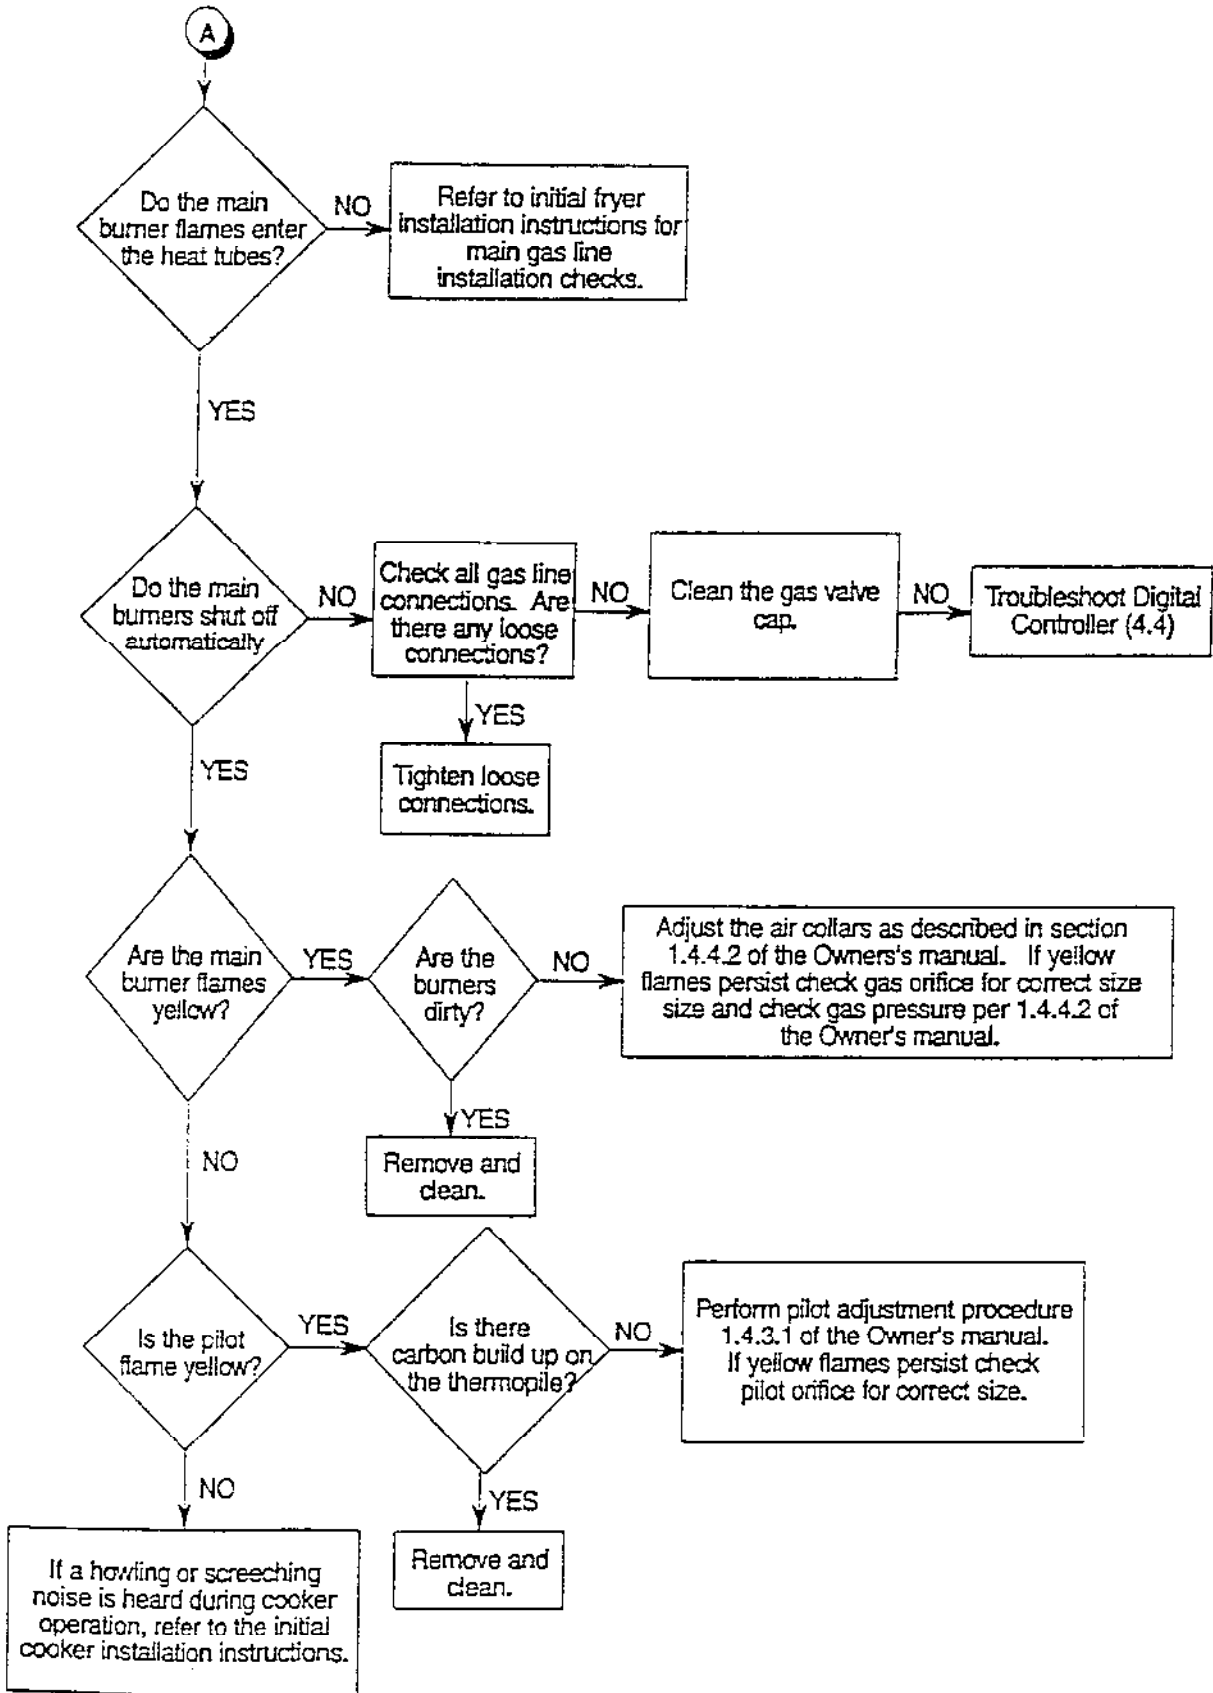 A
Do the main
burner flames enter
the heat tubes?
NO
Refer to initial fryer
installation instructions for
main gas line
installation checks.
YES
Do the main
burners shut off
automatically
NO
Check all gas line
connections. Are
there any loose
connections?
NO
Clean the gas valve
cap.
NO
Troubleshoot Digital
Controller (4.4)
YES
Tighten loose
connections.
YES
Are the main
burner flames
yellow?
YES
Are the
burners
dirty?
NO
Adjust the air collars as described in section
1.4.4.2 of the Owners's manual. If yellow
flames persist check gas orifice for correct size
size and check gas pressure per 1.4.4.2 of
the Owner's manual.
YES
Remove and
clean.
NO
Is the pilot
flame yellow?
YES
Is there
carbon build up on
the thermopile?
NO
Perform pilot adjustment procedure
1.4.3.1 of the Owner's manual.
If yellow flames persist check
pilot orifice for correct size.
YES
Remove and
clean.
NO
If a howling or screeching
noise is heard during cooker
operation, refer to the initial
cooker installation instructions.